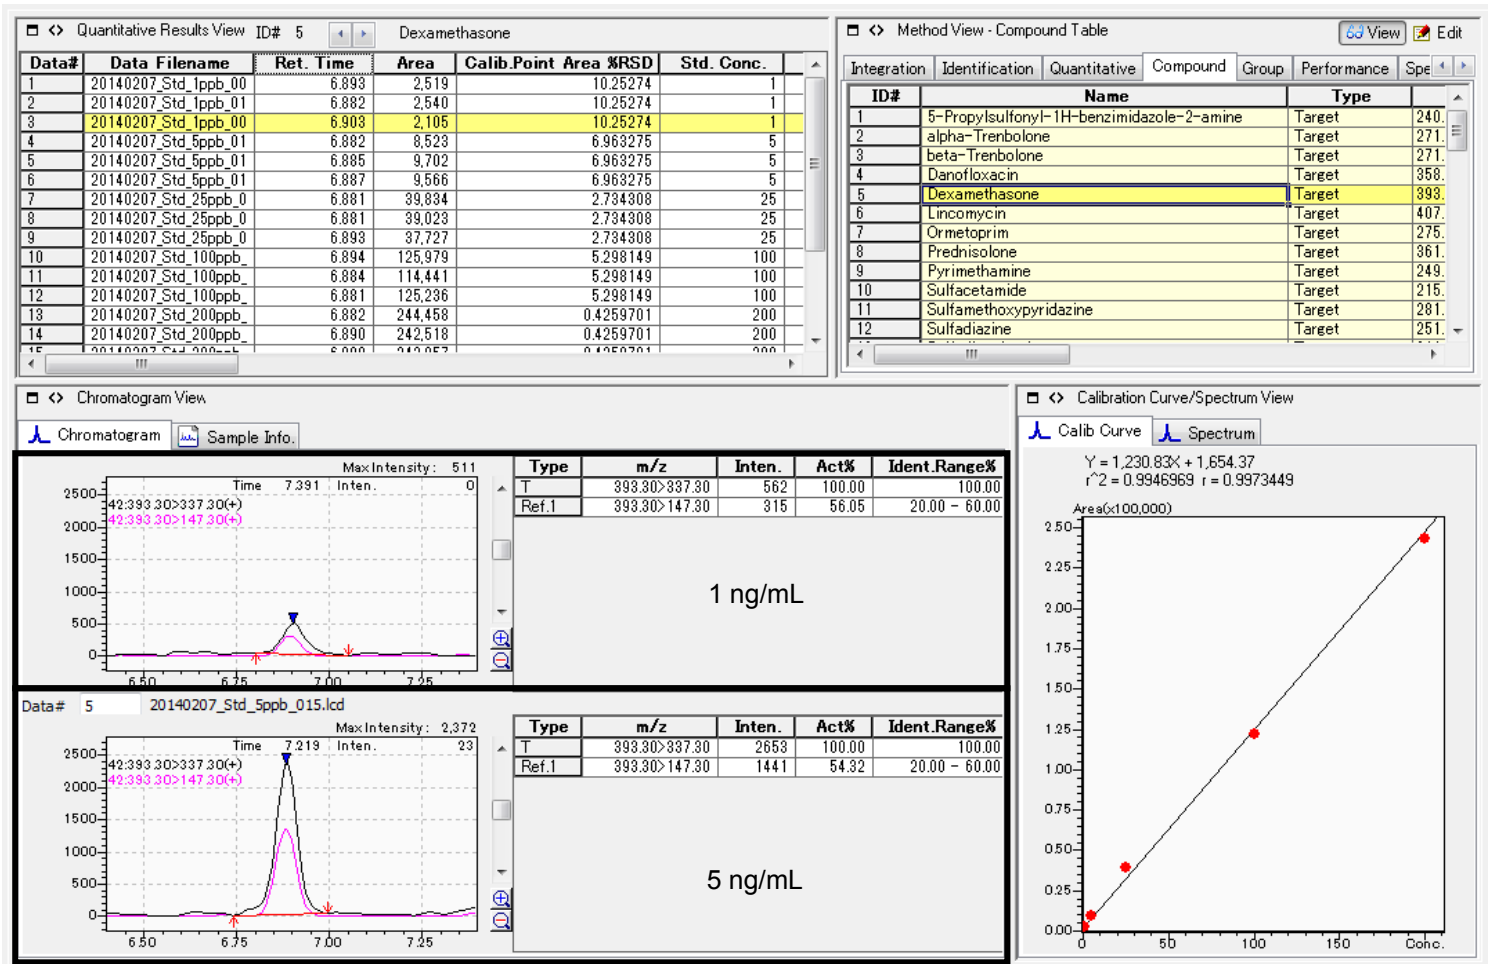 Quantitative Results View ID# 5 Dexamethasone
Data# Data Filename Ret. Time Area Calib.Point Area %RSD Std. Conc.
1 20140207_Std_1ppb_00 6.893 2,519 10.25274 1
2 20140207_Std_1ppb_01 6.882 2,540 10.25274 1
3 20140207_Std_1ppb_00 6.903 2,105 10.25274 1
4 20140207_Std_5ppb_01 6.882 8,523 6.963275 5
5 20140207_Std_5ppb_01 6.885 9,702 6.963275 5
6 20140207_Std_5ppb_01 6.887 9,566 6.963275 5
7 20140207_Std_25ppb_0 6.881 39,834 2.734308 25
8 20140207_Std_25ppb_0 6.881 39,023 2.734308 25
9 20140207_Std_25ppb_0 6.893 37,727 2.734308 25
10 20140207_Std_100ppb_ 6.894 125,979 5.298149 100
11 20140207_Std_100ppb_ 6.884 114,441 5.298149 100
12 20140207_Std_100ppb_ 6.881 125,236 5.298149 100
13 20140207_Std_200ppb_ 6.882 244,458 0.4259701 200
14 20140207_Std_200ppb_ 6.890 242,518 0.4259701 200
Method View - Compound Table View Edit
Integration Identification Quantitative Compound Group Performance Spe
ID# Name Type
1 5-Propylsulfonyl-1H-benzimidazole-2-amine Target 240.
2 alpha-Trenbolone Target 271.
3 beta-Trenbolone Target 271.
4 Danofloxacin Target 358.
5 Dexamethasone Target 393.
6 Lincomycin Target 407.
7 Ormetoprim Target 275.
8 Prednisolone Target 361.
9 Pyrimethamine Target 249.
10 Sulfacetamide Target 215.
11 Sulfamethoxypyridazine Target 281.
12 Sulfadiazine Target 251.
Chromatogram View
Chromatogram Sample Info.
Max Intensity : 511
Time 7.391 Inten. 0
42:393.30>337.30(+)
42:393.30>147.30(+)
2500
2000
1500
1000
500
0
6.50 6.75 7.00 7.25
Type m/z Inten. Act% Ident.Range%
T 393.30>337.30 562 100.00 100.00
Ref.1 393.30>147.30 315 56.05 20.00 - 60.00
1 ng/mL
Data# 5 20140207_Std_5ppb_015.lcd
Max Intensity : 2,372
Time 7.219 Inten. 23
42:393.30>337.30(+)
42:393.30>147.30(+)
2500
2000
1500
1000
500
0
6.50 6.75 7.00 7.25
Type m/z Inten. Act% Ident.Range%
T 393.30>337.30 2653 100.00 100.00
Ref.1 393.30>147.30 1441 54.32 20.00 - 60.00
5 ng/mL
Calibration Curve/Spectrum View
Calib Curve Spectrum
Y = 1,230.83X + 1,654.37
r^2 = 0.9946969 r = 0.9973449
Area(x100,000)
2.50
2.25
2.00
1.75
1.50
1.25
1.00
0.75
0.50
0.25
0.00
0 50 100 150 Conc.